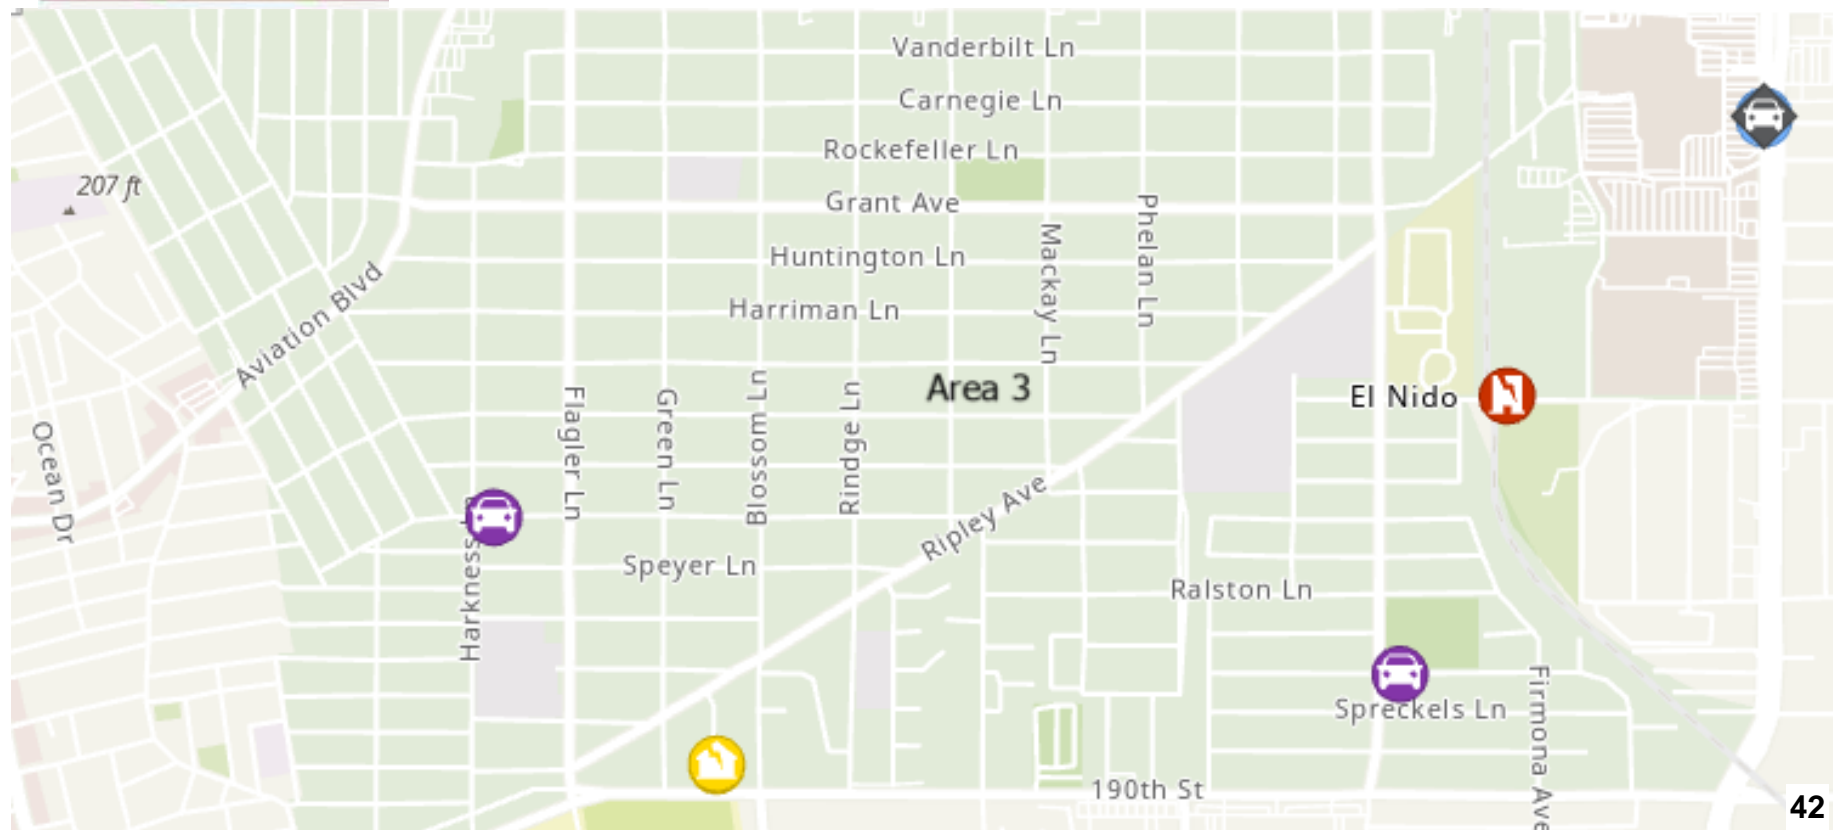 Vanderbilt Ln
Carnegie Ln
Rockefeller Ln
207 ft
Grant Ave
Phelan Ln
Mackay Ln
Huntington Ln
Aviation Blvd
Harriman Ln
Area 3
El Nido
Flagler Ln
Green Ln
Blossom Ln
Rindge Ln
Ocean Dr
Ripley Ave
Harkness
Speyer Ln
Ralston Ln
Spreckels Ln
Firmona Ave
190th St
42